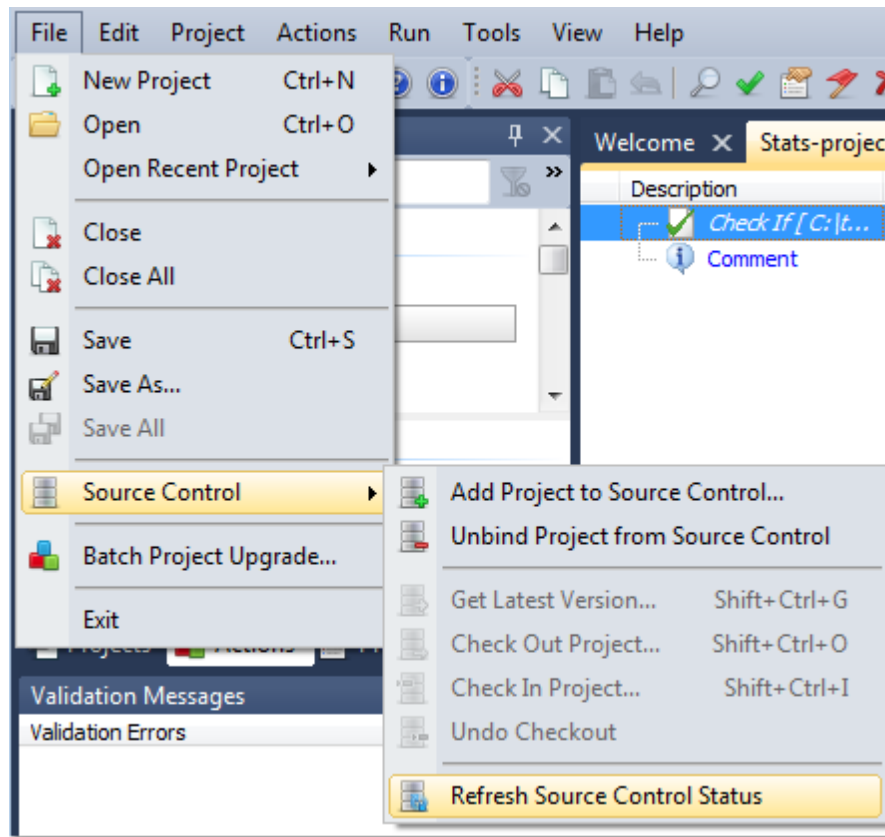 File Edit Project Actions Run Tools View Help
New Project Ctrl+N
Open Ctrl+O
Open Recent Project
Close
Close All
Save Ctrl+S
Save As...
Save All
Source Control
Batch Project Upgrade...
Exit
Welcome Stats-projec
Description
Check If [ C:\t...
Comment
Add Project to Source Control...
Unbind Project from Source Control
Get Latest Version... Shift+Ctrl+G
Check Out Project... Shift+Ctrl+O
Check In Project... Shift+Ctrl+I
Undo Checkout
Refresh Source Control Status
Projects Actions
Validation Messages
Validation Errors